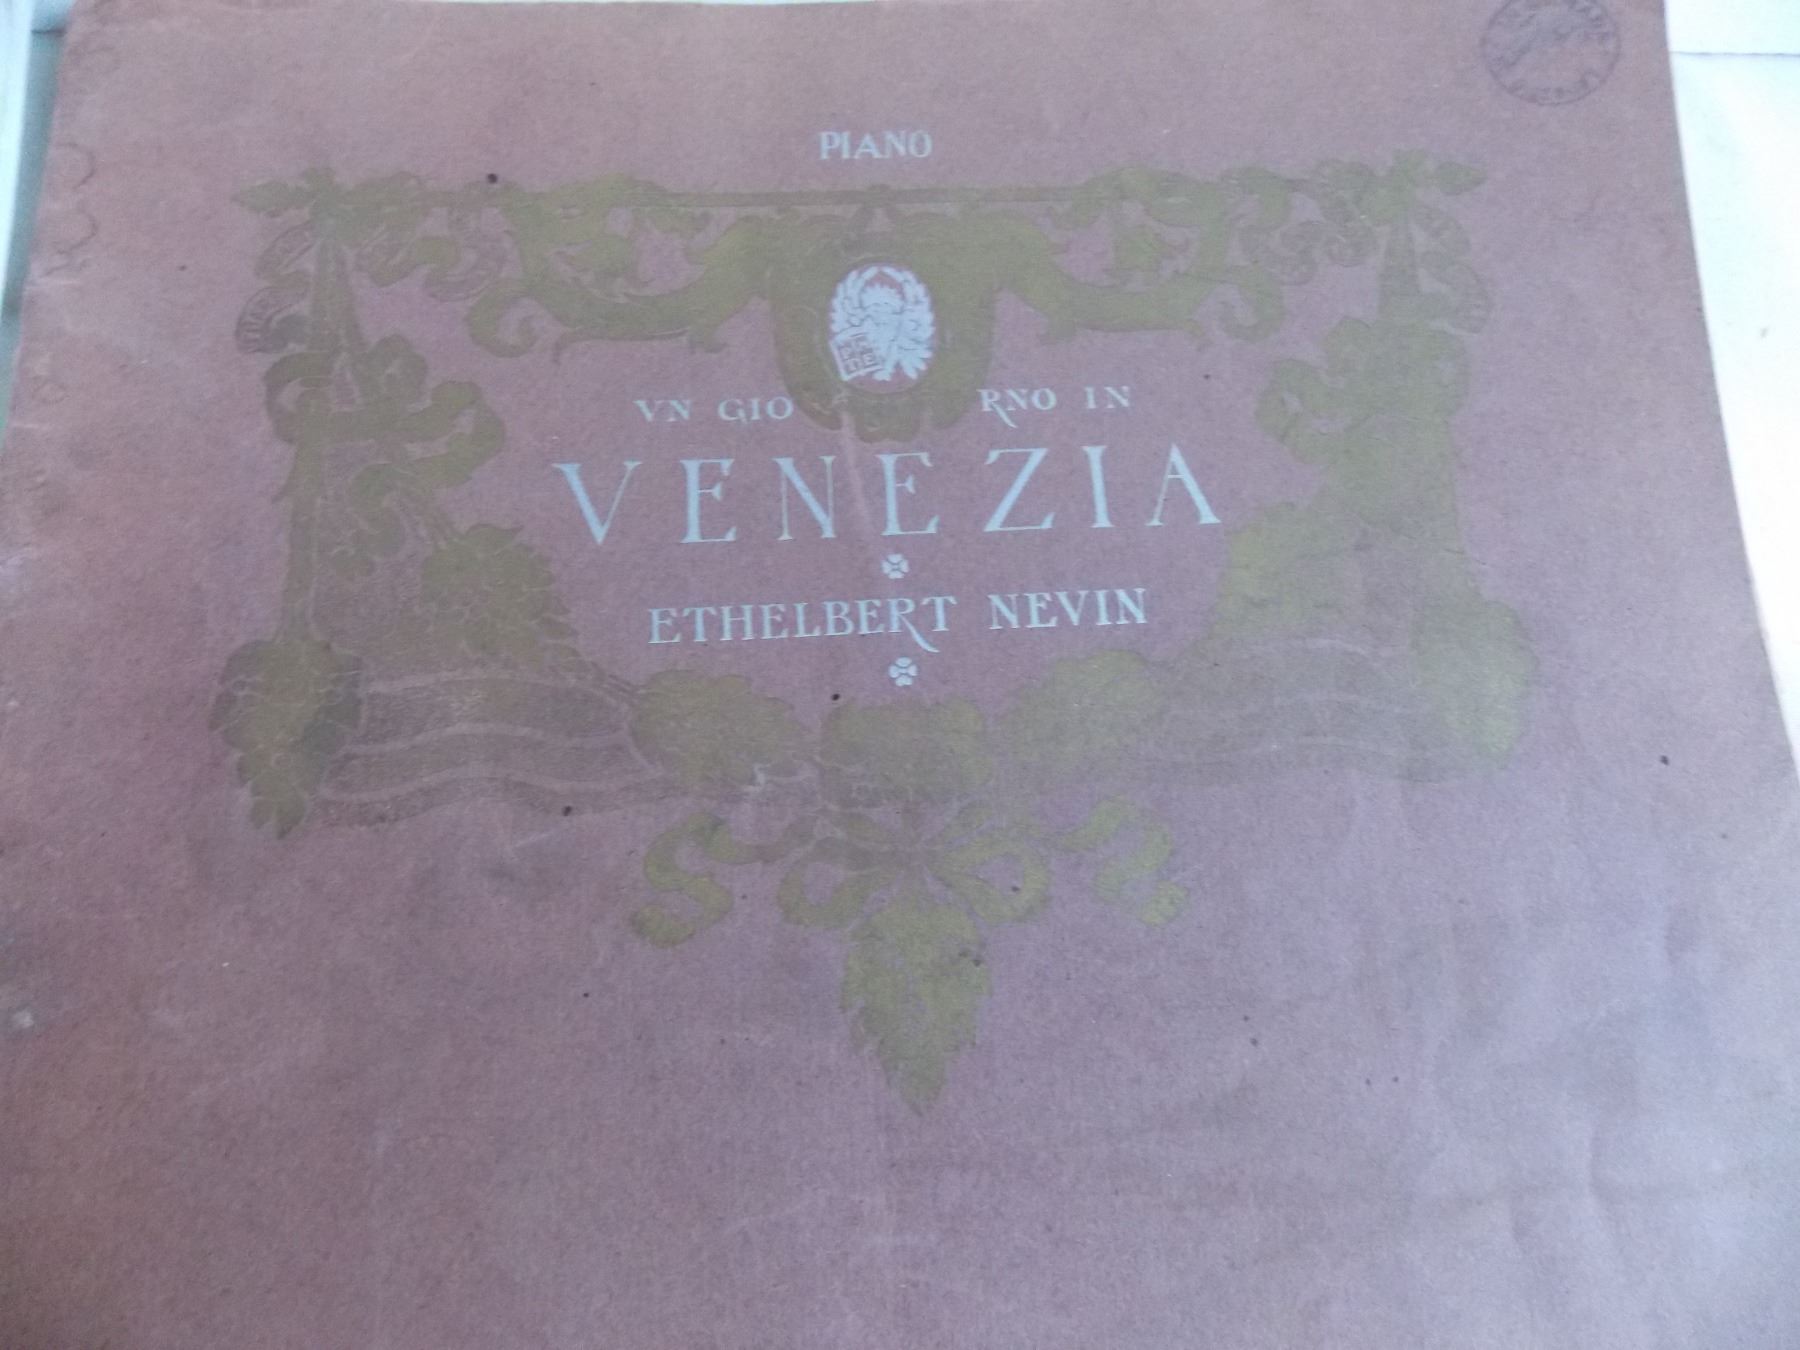 PIANO
VN GIORNO IN
VENEZIA
ETHELBERT NEVIN